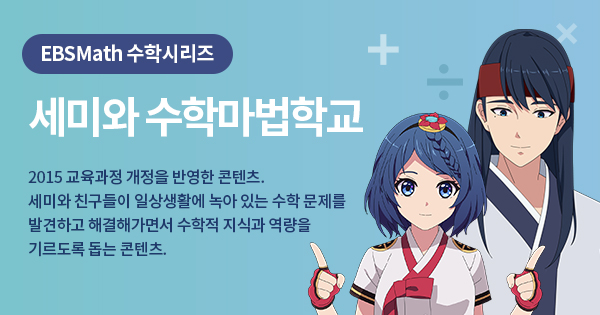 EBSMath 수학시리즈
세미와 수학마법학교
2015 교육과정 개정을 반영한 콘텐츠.
세미와 친구들이 일상생활에 녹아 있는 수학 문제를
발견하고 해결해가면서 수학적 지식과 역량을
기르도록 돕는 콘텐츠.